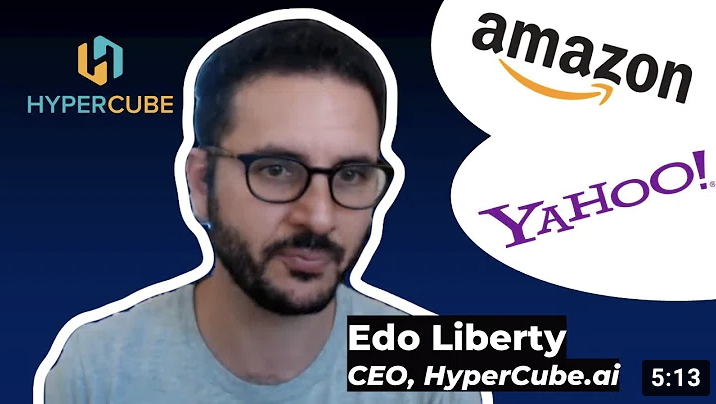 HYPERCUBE
amazon
YAHOO!®
Edo Liberty
CEO, HyperCube.ai
5:13